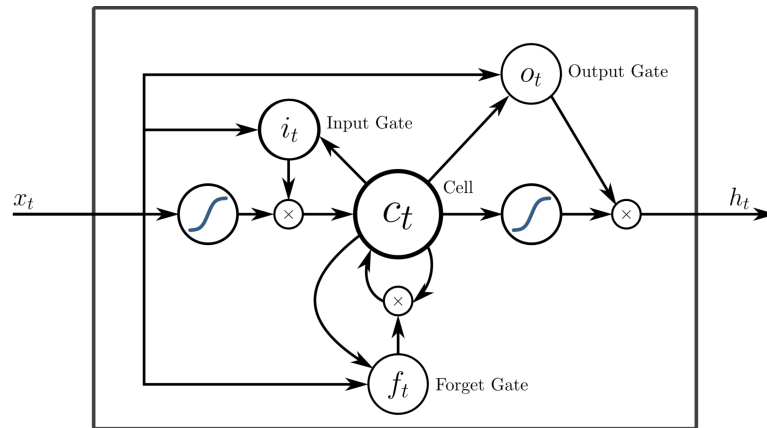 o_t Output Gate
i_t Input Gate
x_t
Cell
c_t
h_t
×
×
×
f_t Forget Gate